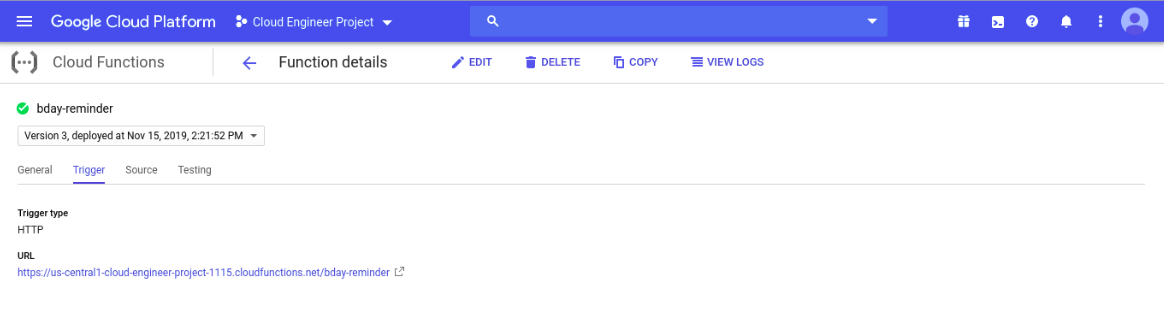 Google Cloud Platform Cloud Engineer Project
Cloud Functions Function details EDIT DELETE COPY VIEW LOGS
bday-reminder
Version 3, deployed at Nov 15, 2019, 2:21:52 PM
General Trigger Source Testing
Trigger type
HTTP
URL
https://us-central1-cloud-engineer-project-1115.cloudfunctions.net/bday-reminder